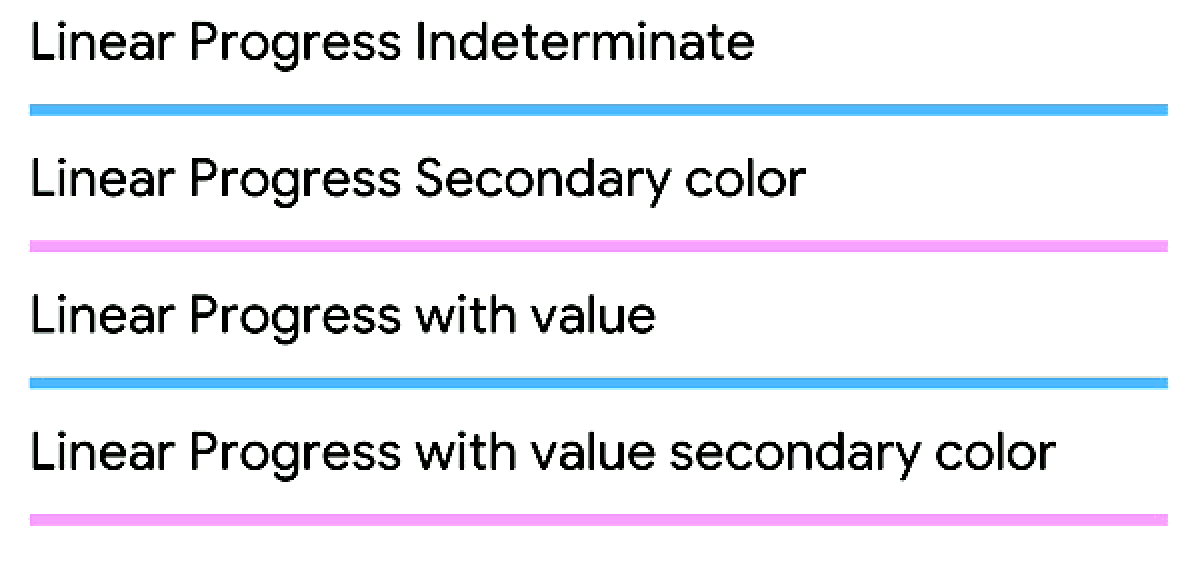 Linear Progress Indeterminate
Linear Progress Secondary color
Linear Progress with value
Linear Progress with value secondary color